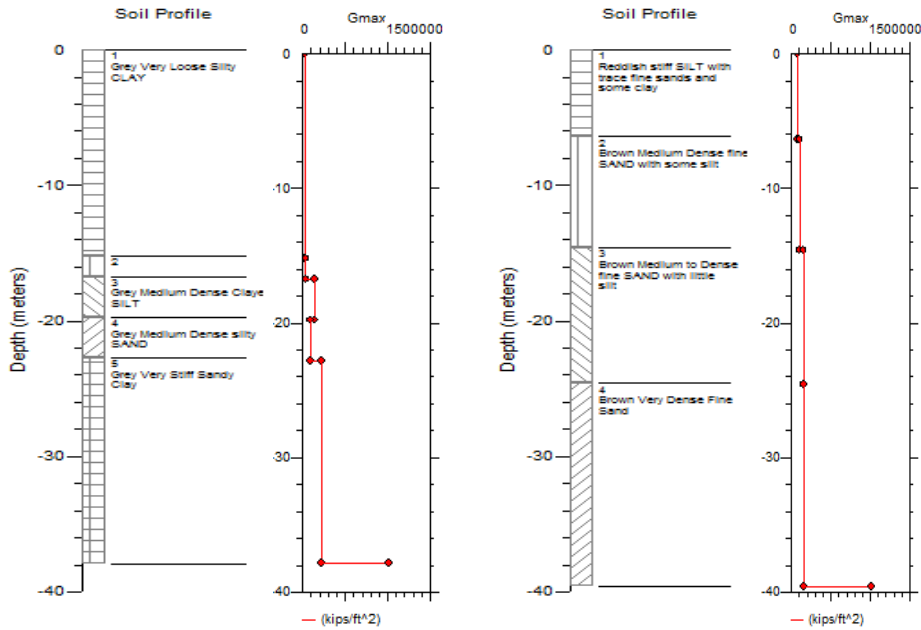 Soil Profile
Gmax
0 1500000
0
-10
-20
-30
-40
Depth (meters)
1
Grey Very Loose Silty
CLAY
2
3
Grey Medium Dense Claye
SILT
4
Grey Medium Dense silty
SAND
5
Grey Very Stiff Sandy
Clay
0
-10
-20
-30
-40
(kips/ft^2)
Soil Profile
Gmax
0 1500000
0
-10
-20
-30
-40
Depth (meters)
1
Reddish stiff SILT with
trace fine sands and
some clay
2
Brown Medium Dense fine
SAND with some silt
3
Brown Medium to Dense
fine SAND with little
silt
4
Brown Very Dense Fine
Sand
0
-10
-20
-30
-40
(kips/ft^2)